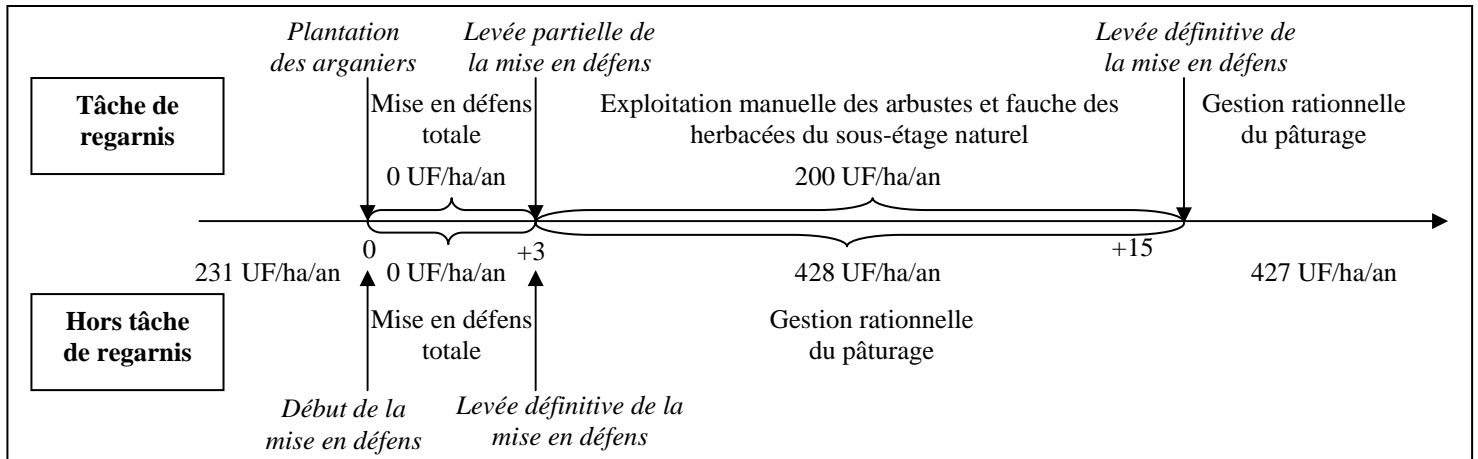 Plantation
des arganiers
Levée partielle de
la mise en défens
Levée définitive de
la mise en défens
Tâche de
regarnis
Mise en défens
totale
Exploitation manuelle des arbustes et fauche des
herbacées du sous-étage naturel
Gestion rationnelle
du pâturage
0 UF/ha/an
200 UF/ha/an
0
+3
+15
231 UF/ha/an
0 UF/ha/an
428 UF/ha/an
427 UF/ha/an
Hors tâche
de regarnis
Mise en défens
totale
Gestion rationnelle
du pâturage
Début de la
mise en défens
Levée définitive de la
mise en défens